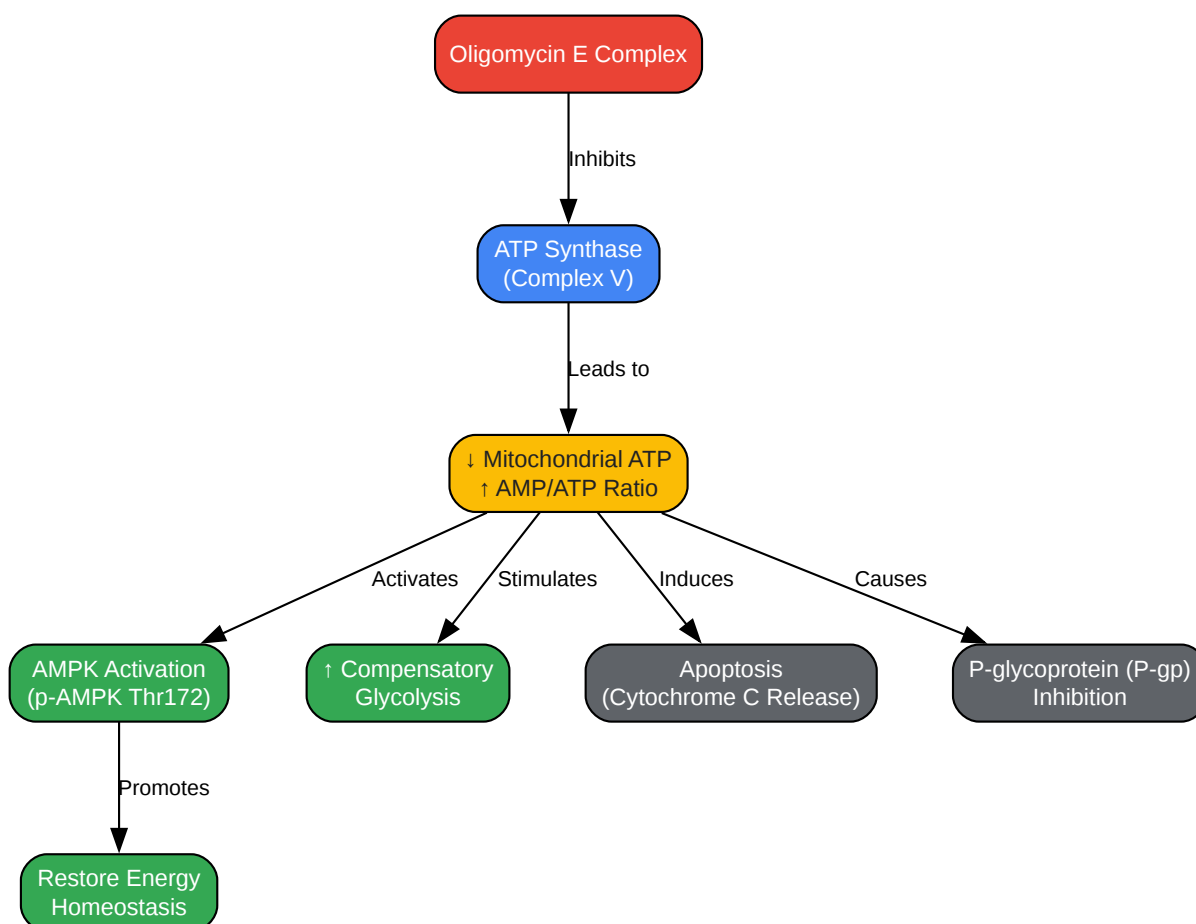 Oligomycin E Complex
Inhibits
ATP Synthase
(Complex V)
Leads to
↓ Mitochondrial ATP
↑ AMP/ATP Ratio
Activates
Stimulates
Induces
Causes
AMPK Activation
(p-AMPK Thr172)
↑ Compensatory
Glycolysis
Apoptosis
(Cytochrome C Release)
P-glycoprotein (P-gp)
Inhibition
Promotes
Restore Energy
Homeostasis